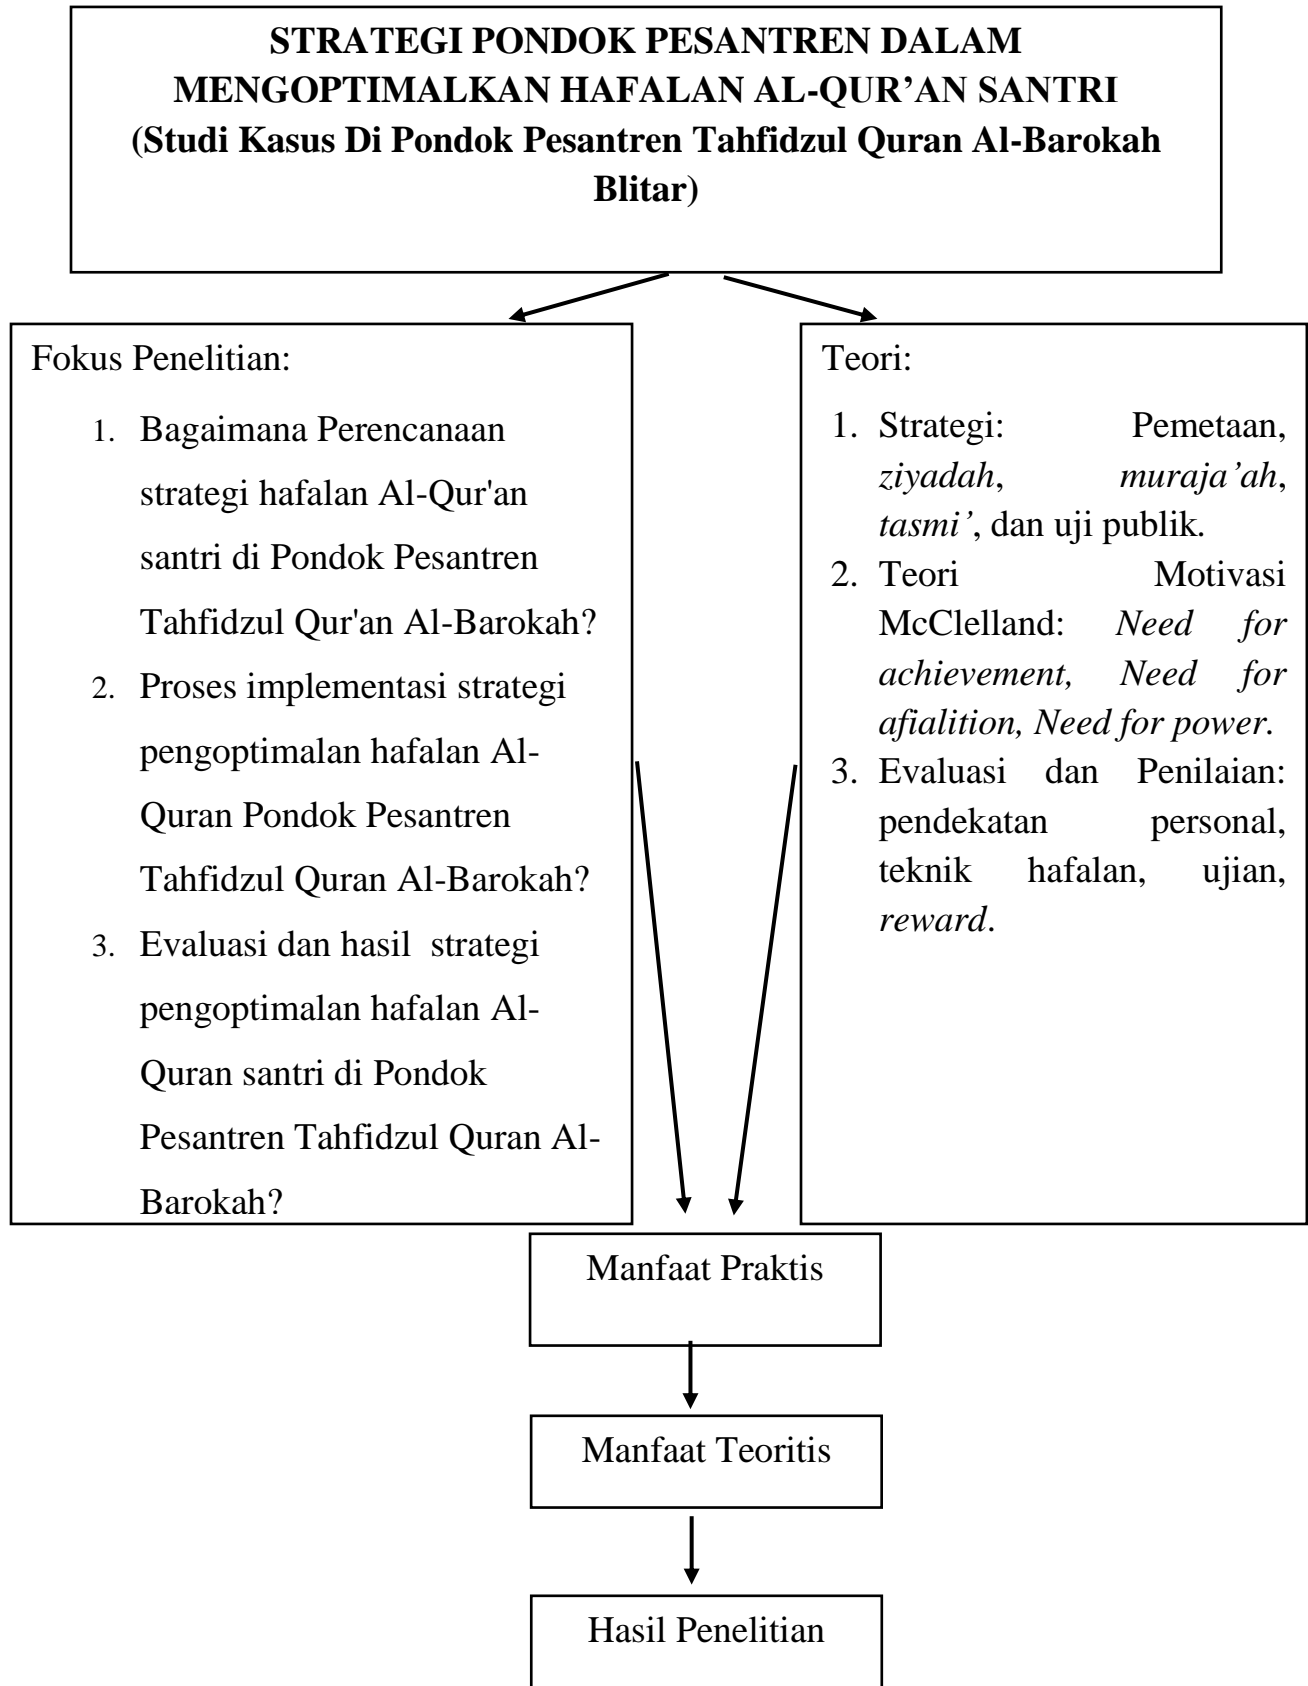 STRATEGI PONDOK PESANTREN DALAM
MENGOPTIMALKAN HAFALAN AL-QUR’AN SANTRI
(Studi Kasus Di Pondok Pesantren Tahfidzul Quran Al-Barokah
Blitar)
Fokus Penelitian:
1. Bagaimana Perencanaan
strategi hafalan Al-Qur'an
santri di Pondok Pesantren
Tahfidzul Qur'an Al-Barokah?
2. Proses implementasi strategi
pengoptimalan hafalan Al-
Quran Pondok Pesantren
Tahfidzul Quran Al-Barokah?
3. Evaluasi dan hasil strategi
pengoptimalan hafalan Al-
Quran santri di Pondok
Pesantren Tahfidzul Quran Al-
Barokah?
Teori:
1. Strategi: Pemetaan,
ziyadah, muraja’ah,
tasmi’, dan uji publik.
2. Teori Motivasi
McClelland: Need for
achievement, Need for
afialition, Need for power.
3. Evaluasi dan Penilaian:
pendekatan personal,
teknik hafalan, ujian,
reward.
Manfaat Praktis
Manfaat Teoritis
Hasil Penelitian